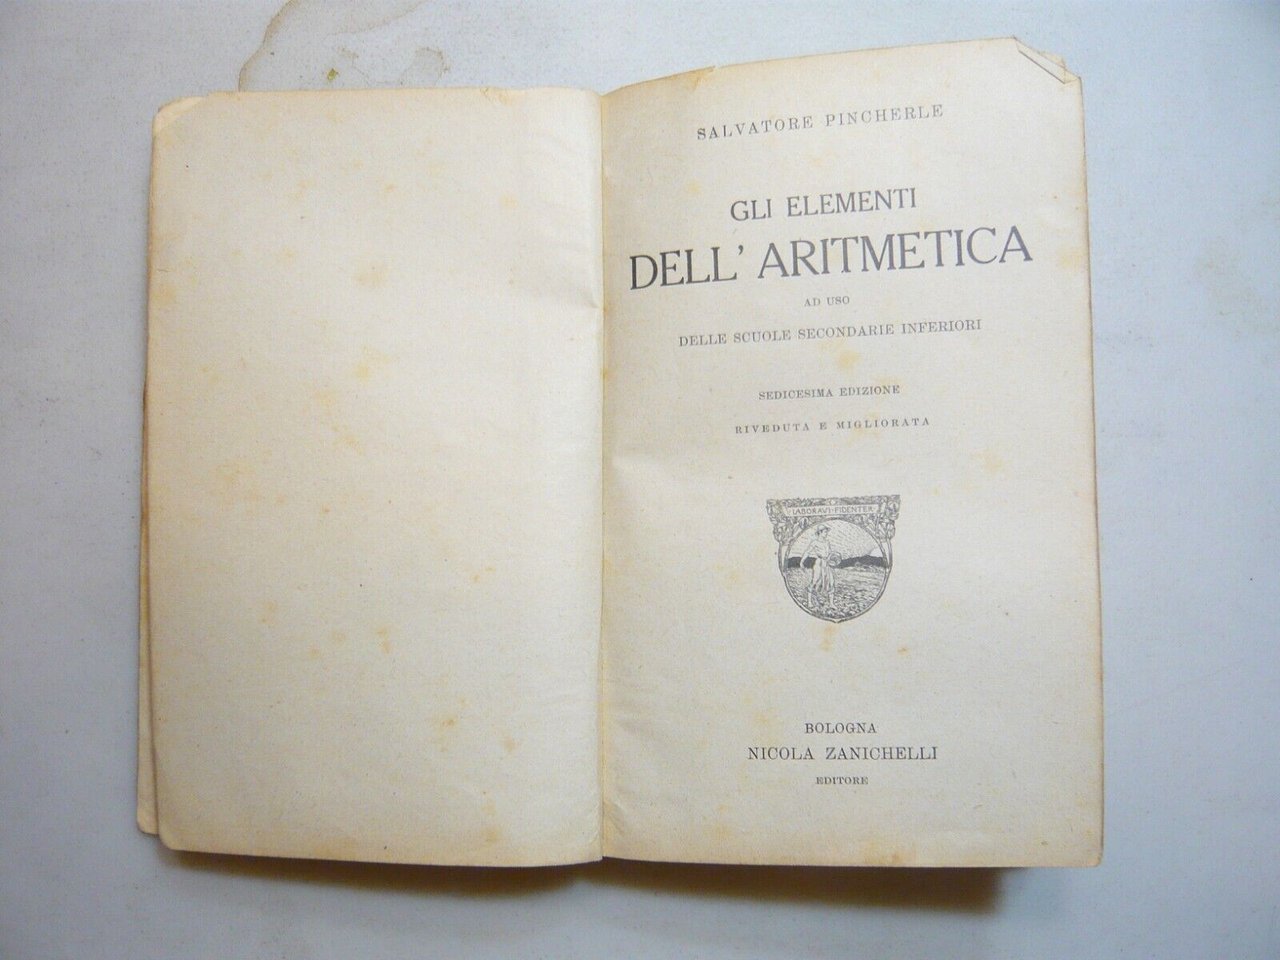 SALVATORE PINCHERLE
GLI ELEMENTI
DELL' ARITMETICA
AD USO
DELLE SCUOLE SECONDARIE INFERIORI
SEDICESIMA EDIZIONE
RIVEDUTA E MIGLIORATA
LABORAVI·FIDENTER
BOLOGNA
NICOLA ZANICHELLI
EDITORE